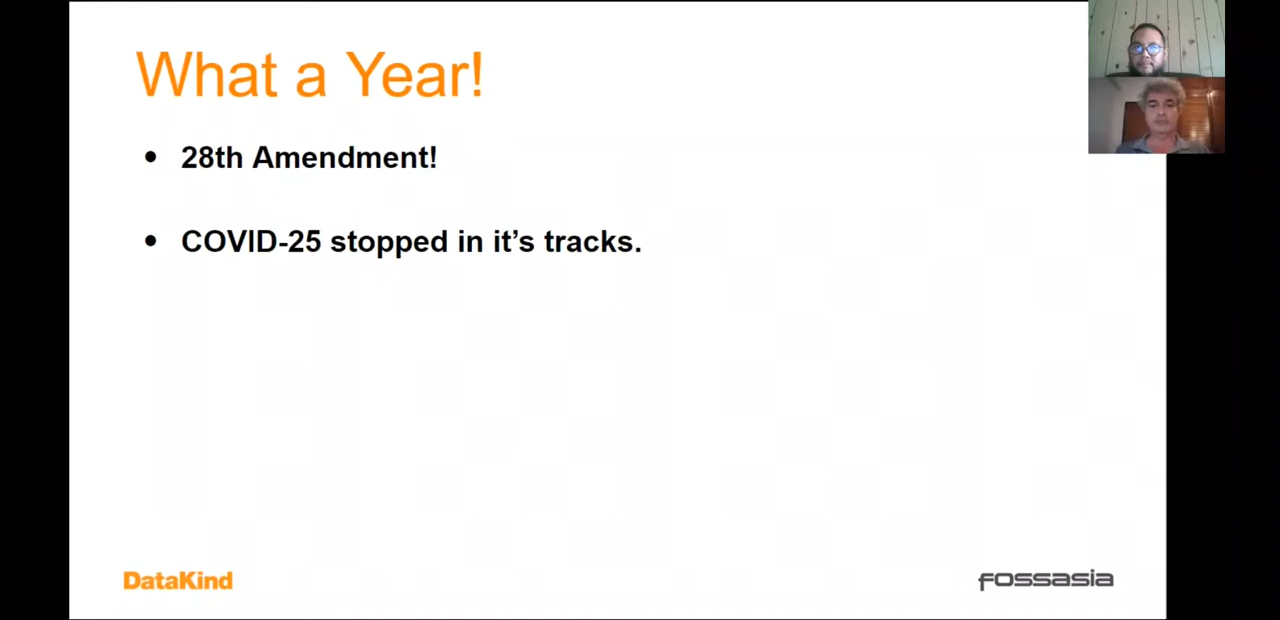 What a Year!
• 28th Amendment!
• COVID-25 stopped in it’s tracks.
DataKind
fossasia